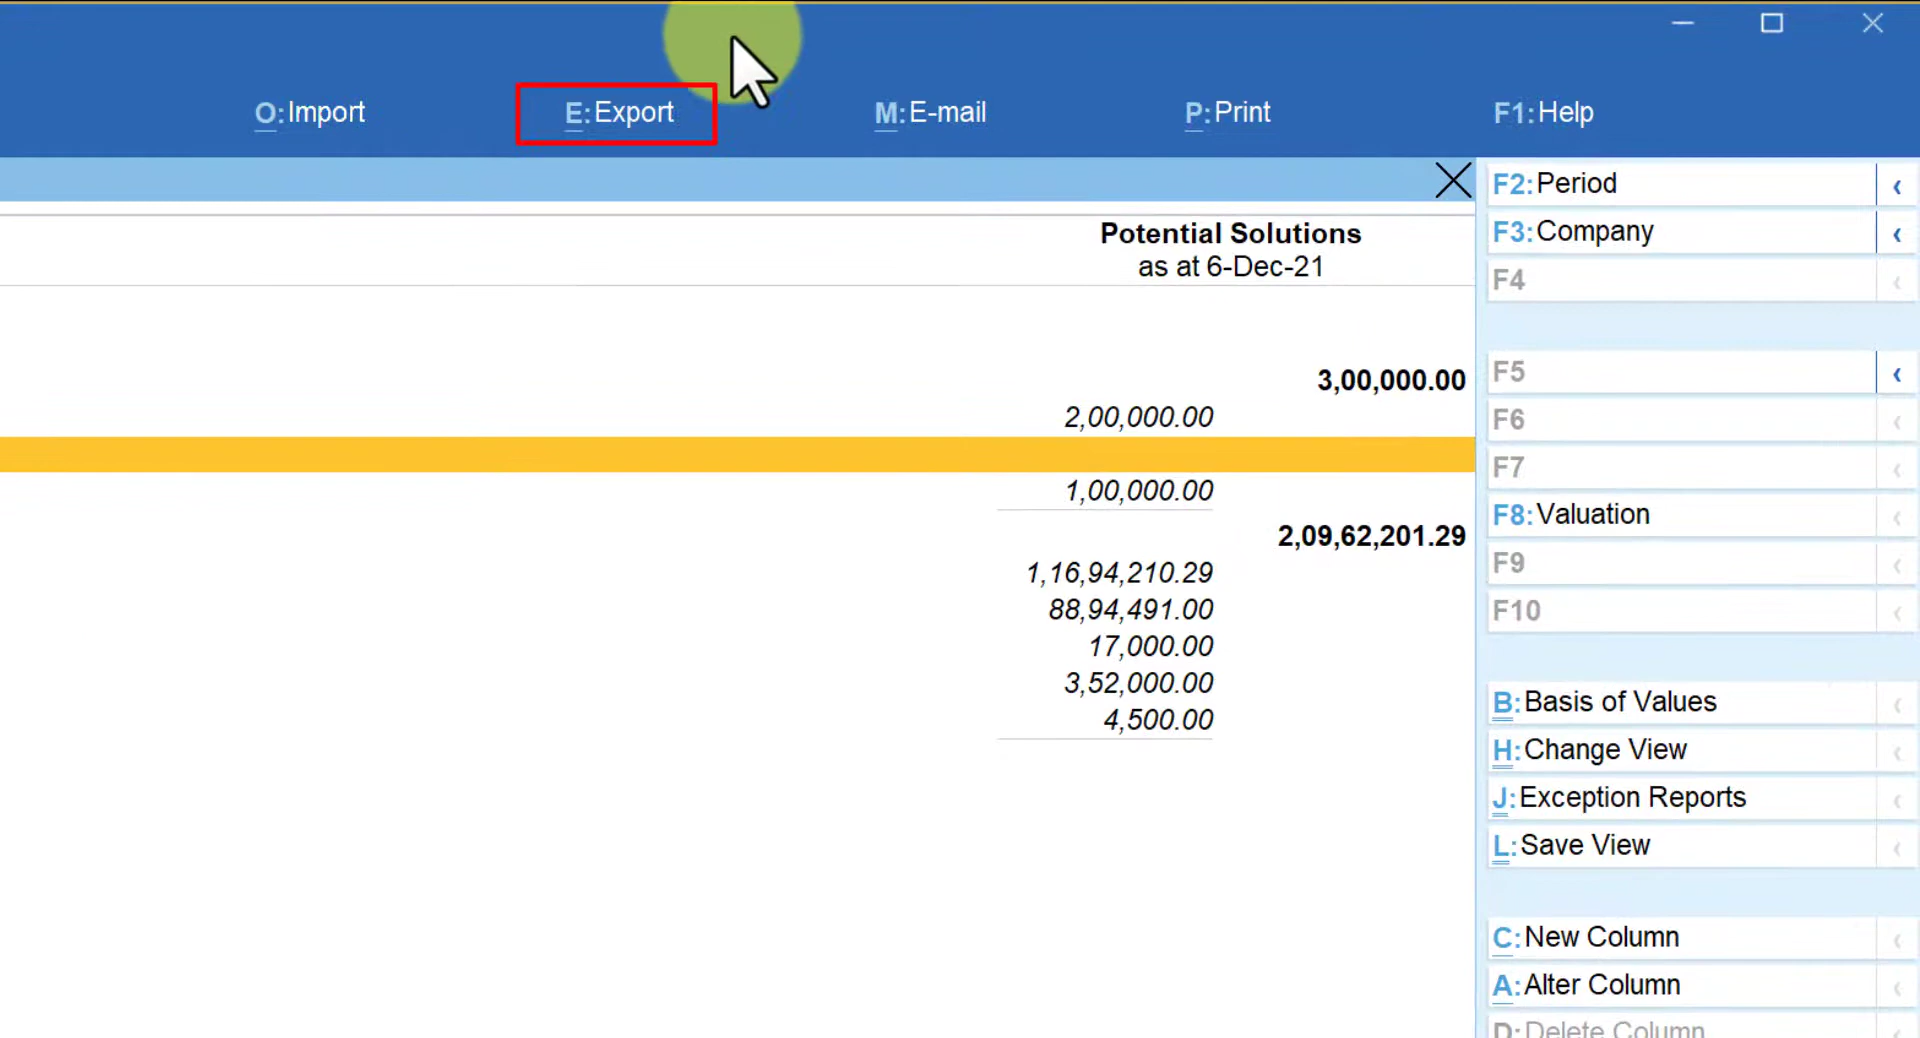 O:Import E:Export M:E-mail P:Print F1:Help
Potential Solutions
as at 6-Dec-21
3,00,000.00
2,00,000.00
1,00,000.00
2,09,62,201.29
1,16,94,210.29
88,94,491.00
17,000.00
3,52,000.00
4,500.00
F2:Period
F3:Company
F4
F5
F6
F7
F8:Valuation
F9
F10
B:Basis of Values
H:Change View
J:Exception Reports
L:Save View
C:New Column
A:Alter Column
D:Delete Column